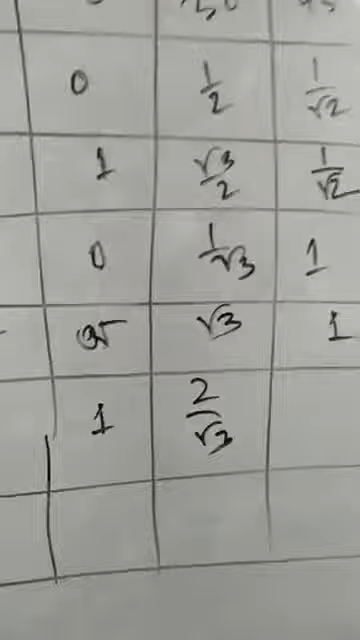 0 1/2 1/√2
1 √3/2 1/√2
0 1/√3 1
√3 1
1 2/√3